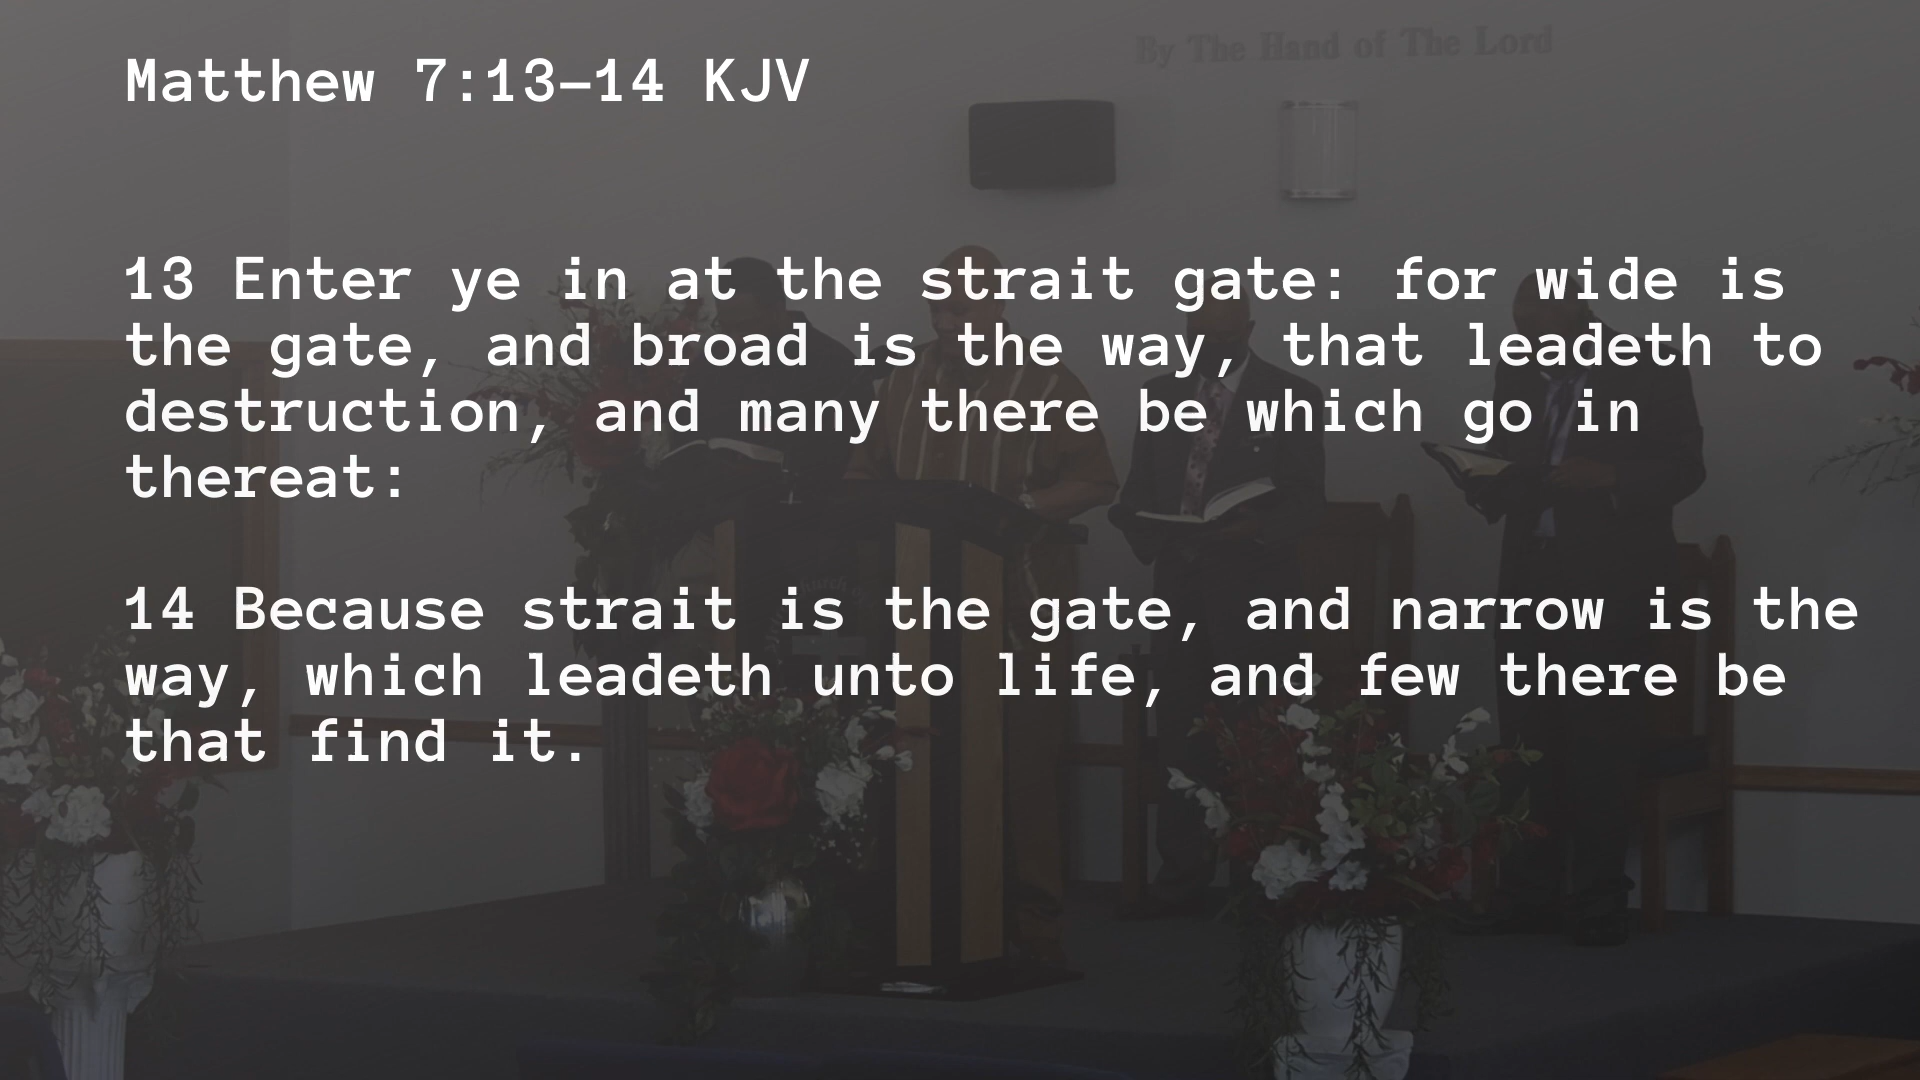 By The Hand of The Lord
Matthew 7:13–14 KJV
13 Enter ye in at the strait gate: for wide is
the gate, and broad is the way, that leadeth to
destruction, and many there be which go in
thereat:
14 Because strait is the gate, and narrow is the
way, which leadeth unto life, and few there be
that find it.